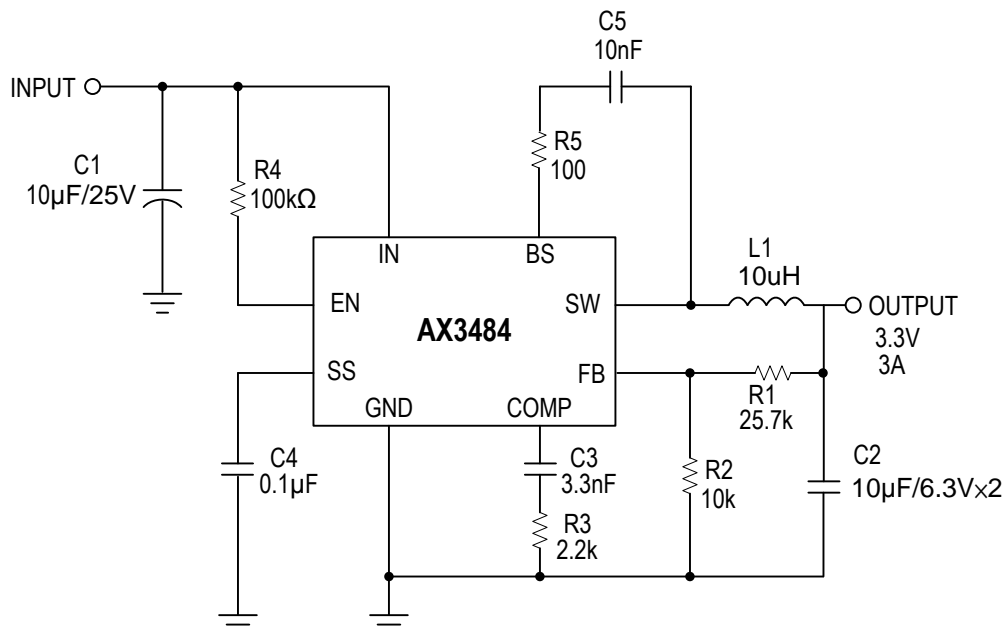 C5
10nF
INPUT
R5
100
C1
10µF/25V
R4
100kΩ
L1
10uH
IN
BS
EN
SW
OUTPUT
3.3V
3A
AX3484
SS
FB
GND
COMP
R1
25.7k
C4
0.1µF
C3
3.3nF
R2
10k
C2
10µF/6.3Vx2
R3
2.2k